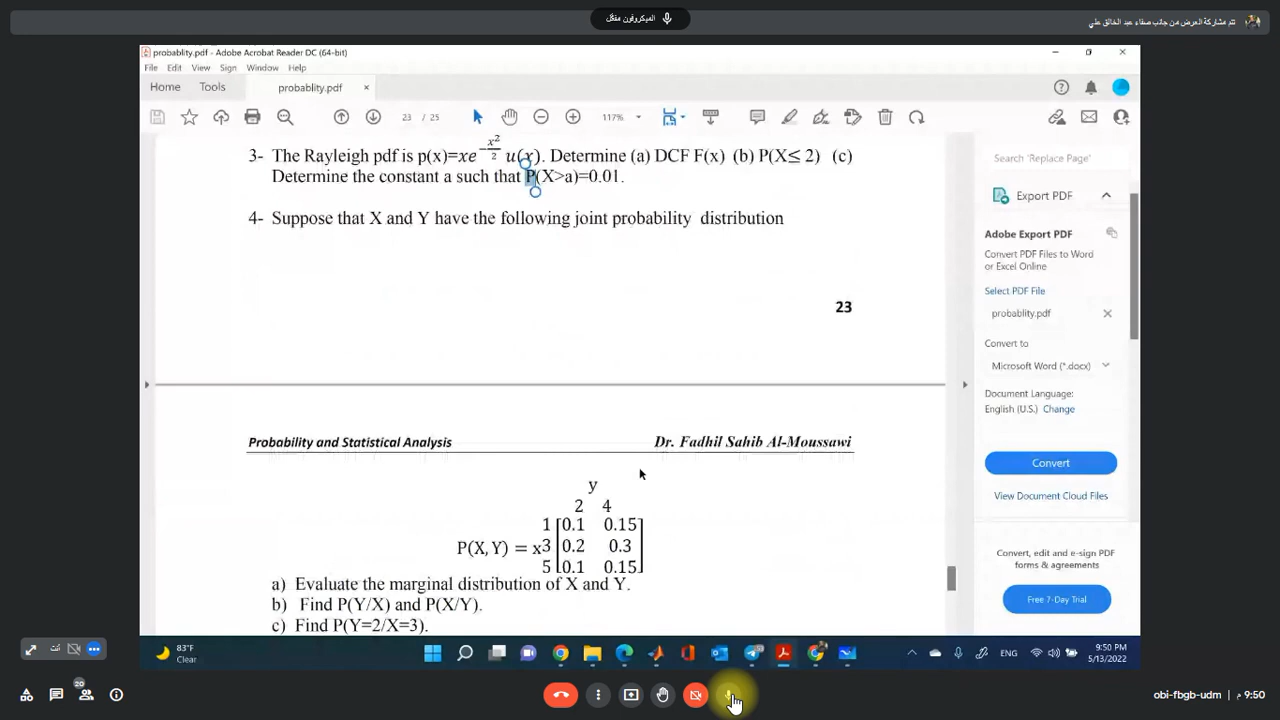 الميكروفون مقفّل
تتم مشاركة العرض من جانب صفاء عبد الخالق علي
probablity.pdf - Adobe Acrobat Reader DC (64-bit)
File Edit View Sign Window Help
Home Tools probablity.pdf ×
23 / 25 117%
3- The Rayleigh pdf is p(x)=xe^{-x²/2} u(x). Determine (a) DCF F(x) (b) P(X≤ 2) (c)
Determine the constant a such that P(X>a)=0.01.
4- Suppose that X and Y have the following joint probability distribution
23
Probability and Statistical Analysis Dr. Fadhil Sahib Al-Moussawi
y
2 4
1 [0.1 0.15]
P(X, Y) = x3 0.2 0.3
5 [0.1 0.15]
a) Evaluate the marginal distribution of X and Y.
b) Find P(Y/X) and P(X/Y).
c) Find P(Y=2/X=3).
Search 'Replace Page'
Export PDF
Adobe Export PDF
Convert PDF Files to Word
or Excel Online
Select PDF File
probablity.pdf ×
Convert to
Microsoft Word (*.docx)
Document Language:
English (U.S.) Change
Convert
View Document Cloud Files
Convert, edit and e-sign PDF
forms & agreements
Free 7-Day Trial
أنت
83°F
Clear
ENG
9:50 PM
5/13/2022
20
obi-fbgb-udm | م 9:50